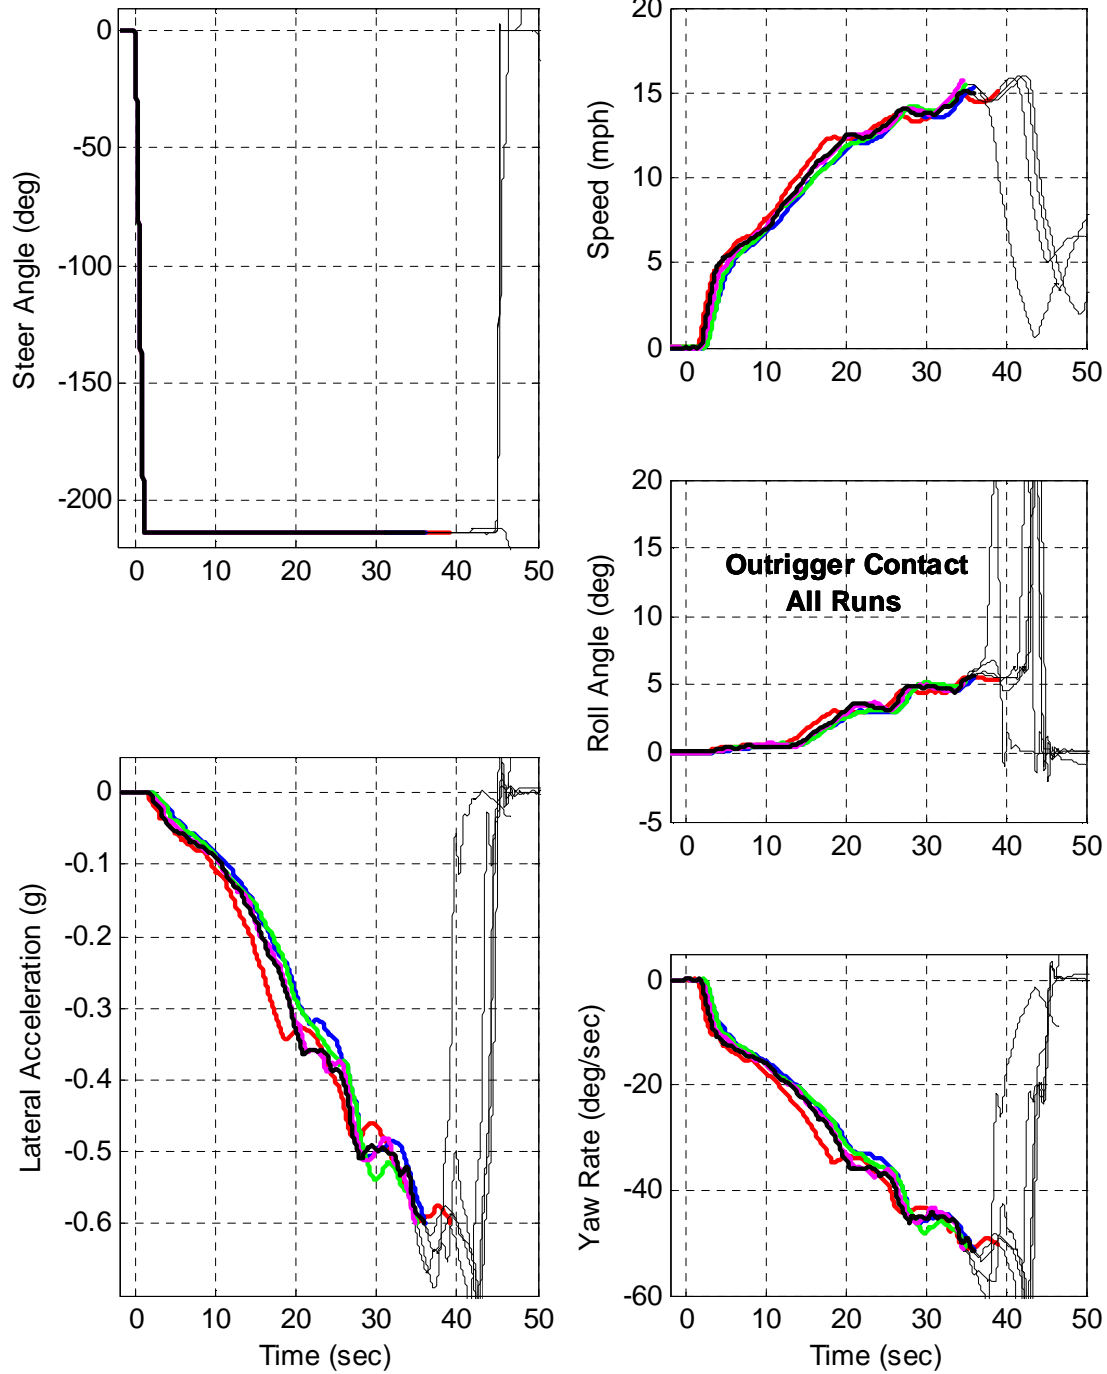 0
-50
-100
-150
-200
Steer Angle (deg)
0 10 20 30 40 50
20
15
10
5
0
Speed (mph)
0 10 20 30 40 50
20
15
10
5
0
-5
Roll Angle (deg)
Outrigger Contact
All Runs
0 10 20 30 40 50
0
-0.1
-0.2
-0.3
-0.4
-0.5
-0.6
Lateral Acceleration (g)
0 10 20 30 40 50
Time (sec)
0
-20
-40
-60
Yaw Rate (deg/sec)
0 10 20 30 40 50
Time (sec)